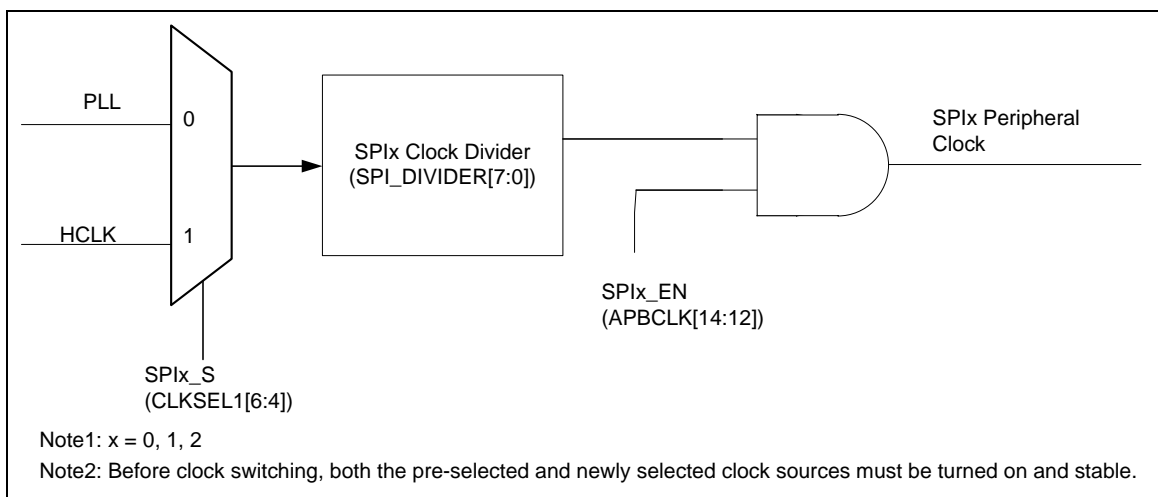 PLL
0
HCLK
1
SPIx_S
(CLKSEL1[6:4])
SPIx Clock Divider
(SPI_DIVIDER[7:0])
SPIx_EN
(APBCLK[14:12])
SPIx Peripheral
Clock
Note1: x = 0, 1, 2
Note2: Before clock switching, both the pre-selected and newly selected clock sources must be turned on and stable.